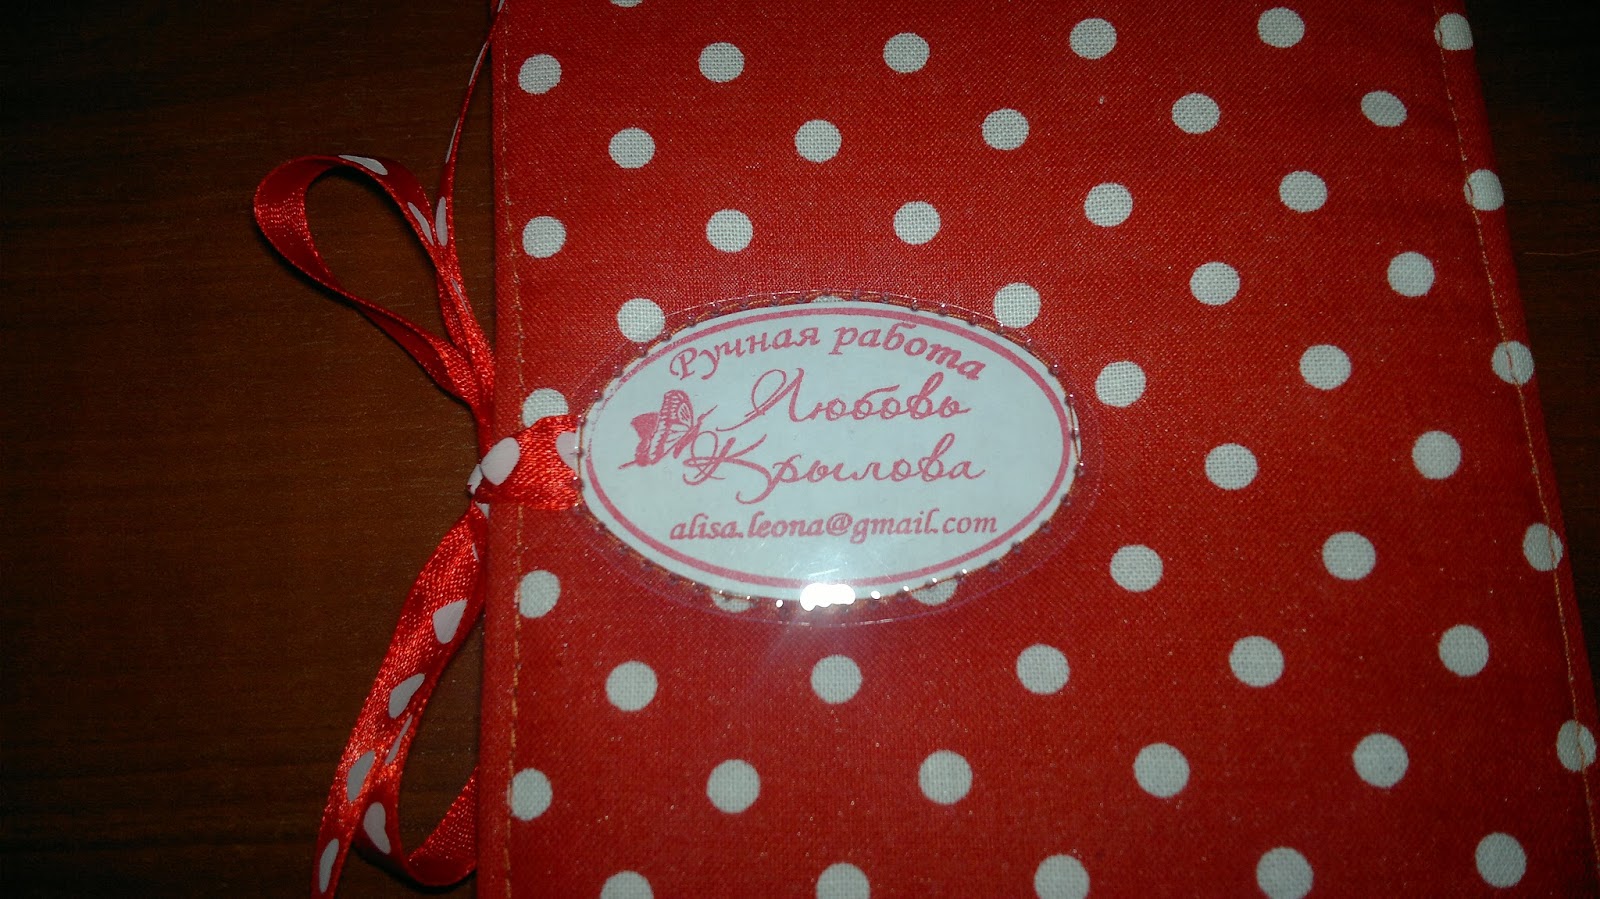 Ручная работа
Любовь
Крылова
alisa.leona@gmail.com